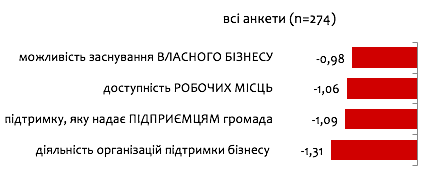 всі анкети (n=274)
можливість заснування ВЛАСНОГО БІЗНЕСУ -0,98
доступність РОБОЧИХ МІСЦЬ -1,06
підтримку, яку надає ПІДПРИЄМЦЯМ громада -1,09
діяльність організацій підтримки бізнесу -1,31